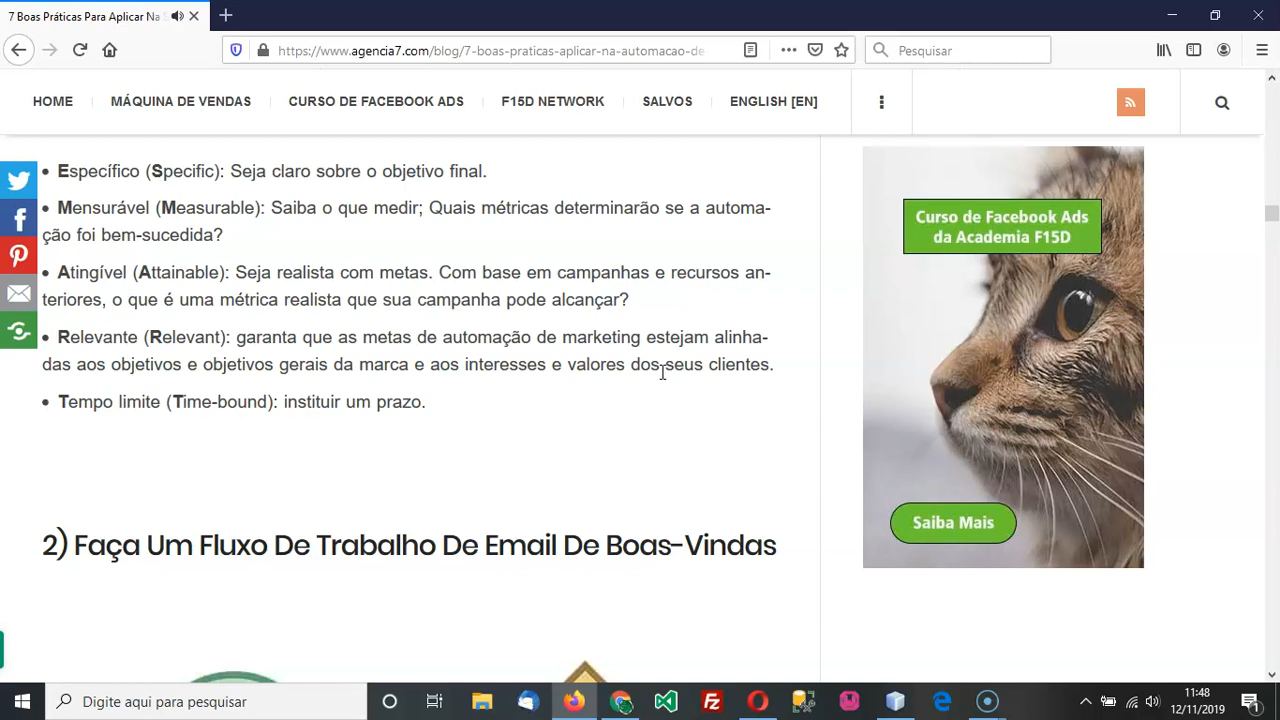 7 Boas Práticas Para Aplicar Na
https://www.agencia7.com/blog/7-boas-praticas-aplicar-na-automacao-de
Pesquisar
HOME
MÁQUINA DE VENDAS
CURSO DE FACEBOOK ADS
F15D NETWORK
SALVOS
ENGLISH [EN]
• Específico (Specific): Seja claro sobre o objetivo final.
• Mensurável (Measurable): Saiba o que medir; Quais métricas determinarão se a automa-
ção foi bem-sucedida?
• Atingível (Attainable): Seja realista com metas. Com base em campanhas e recursos an-
teriores, o que é uma métrica realista que sua campanha pode alcançar?
• Relevante (Relevant): garanta que as metas de automação de marketing estejam alinha-
das aos objetivos e objetivos gerais da marca e aos interesses e valores dos seus clientes.
• Tempo limite (Time-bound): instituir um prazo.
2) Faça Um Fluxo De Trabalho De Email De Boas-Vindas
Curso de Facebook Ads
da Academia F15D
Saiba Mais
Digite aqui para pesquisar
11:48
12/11/2019